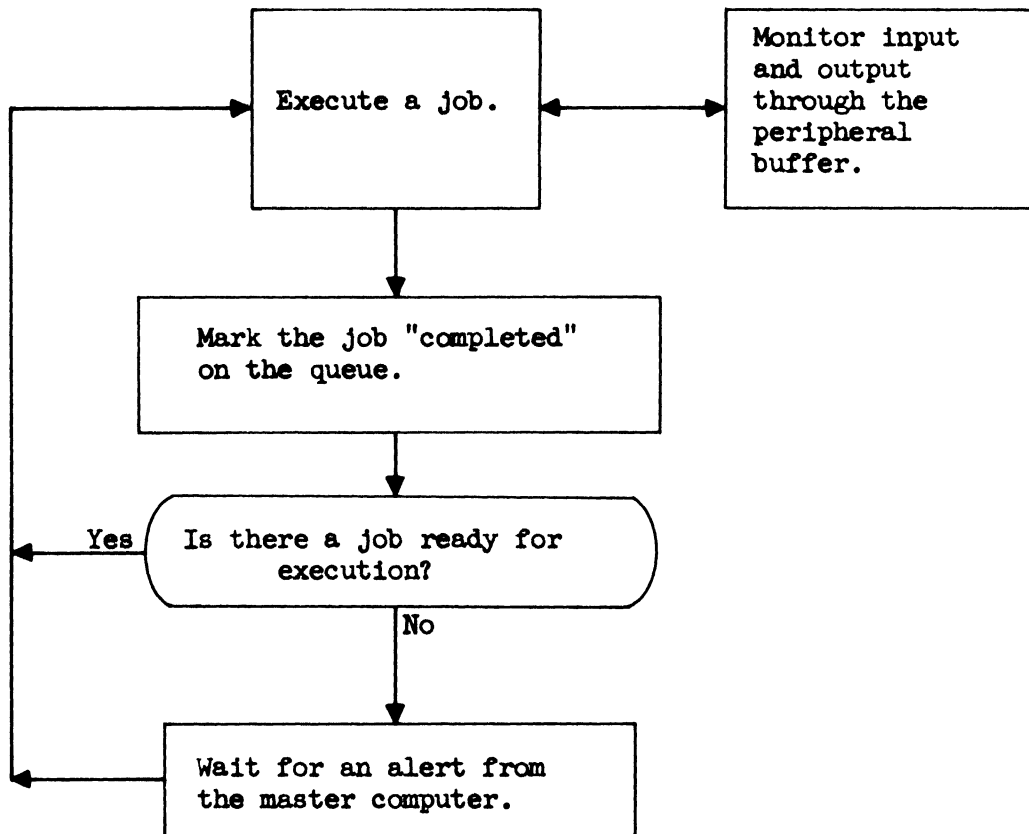 Execute a job.
Monitor input
and output
through the
peripheral
buffer.
Mark the job "completed"
on the queue.
Yes
Is there a job ready for
execution?
No
Wait for an alert from
the master computer.